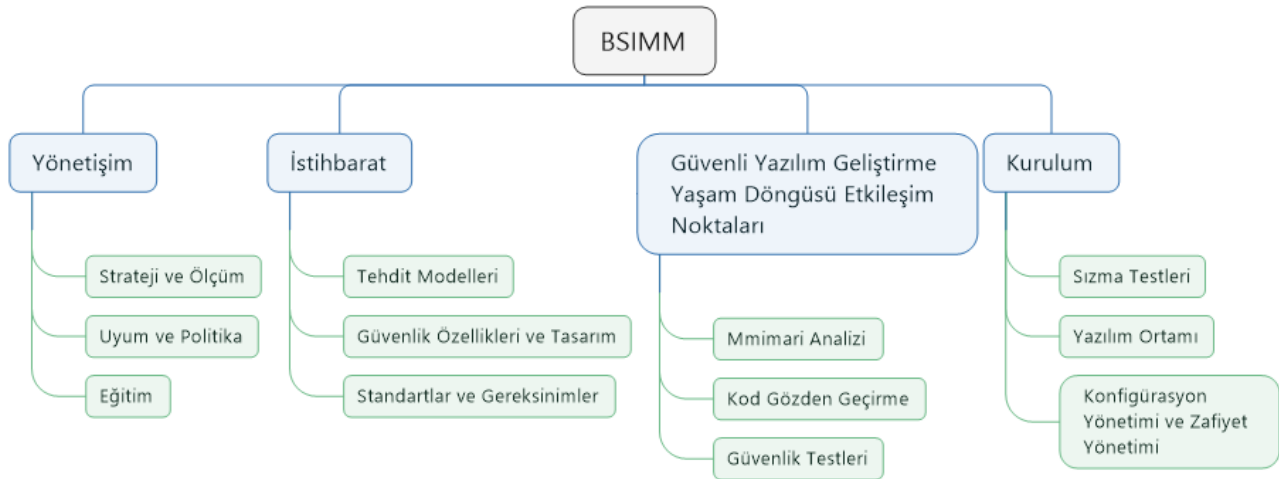 BSIMM
Yönetişim
Strateji ve Ölçüm
Uyum ve Politika
Eğitim
İstihbarat
Tehdit Modelleri
Güvenlik Özellikleri ve Tasarım
Standartlar ve Gereksinimler
Güvenli Yazılım Geliştirme
Yaşam Döngüsü Etkileşim
Noktaları
Mmimari Analizi
Kod Gözden Geçirme
Güvenlik Testleri
Kurulum
Sızma Testleri
Yazılım Ortamı
Konfigürasyon
Yönetimi ve Zafiyet
Yönetimi